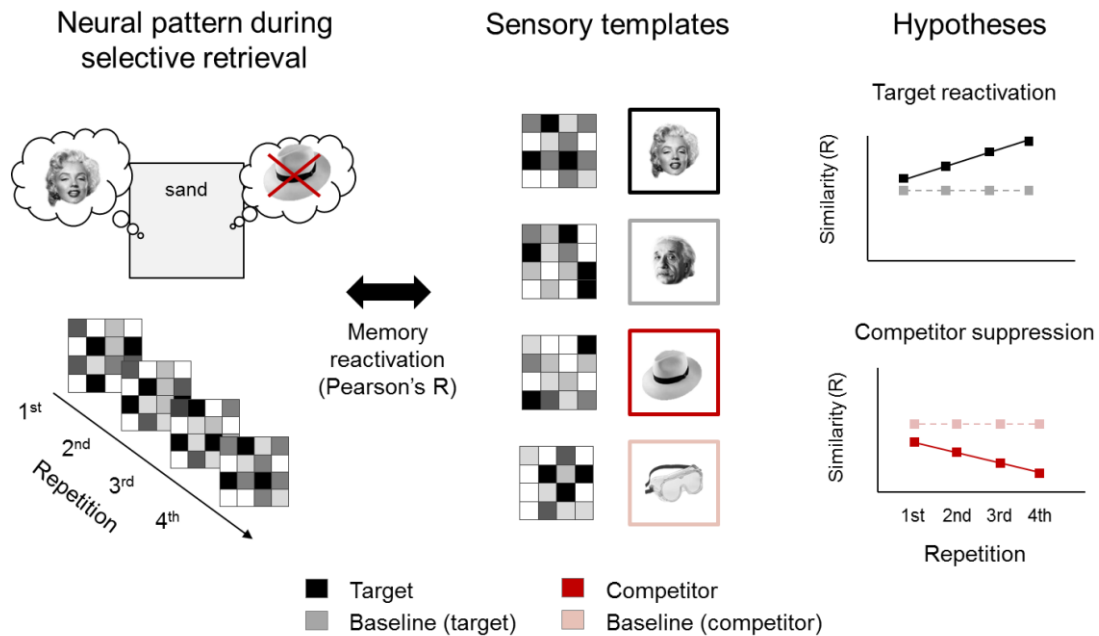 Neural pattern during
selective retrieval
sand
1st
2nd
3rd
4th
Repetition
Memory
reactivation
(Pearson's R)
Sensory templates
Hypotheses
Target reactivation
Similarity (R)
Competitor suppression
Similarity (R)
1st 2nd 3rd 4th
Repetition
Target
Baseline (target)
Competitor
Baseline (competitor)